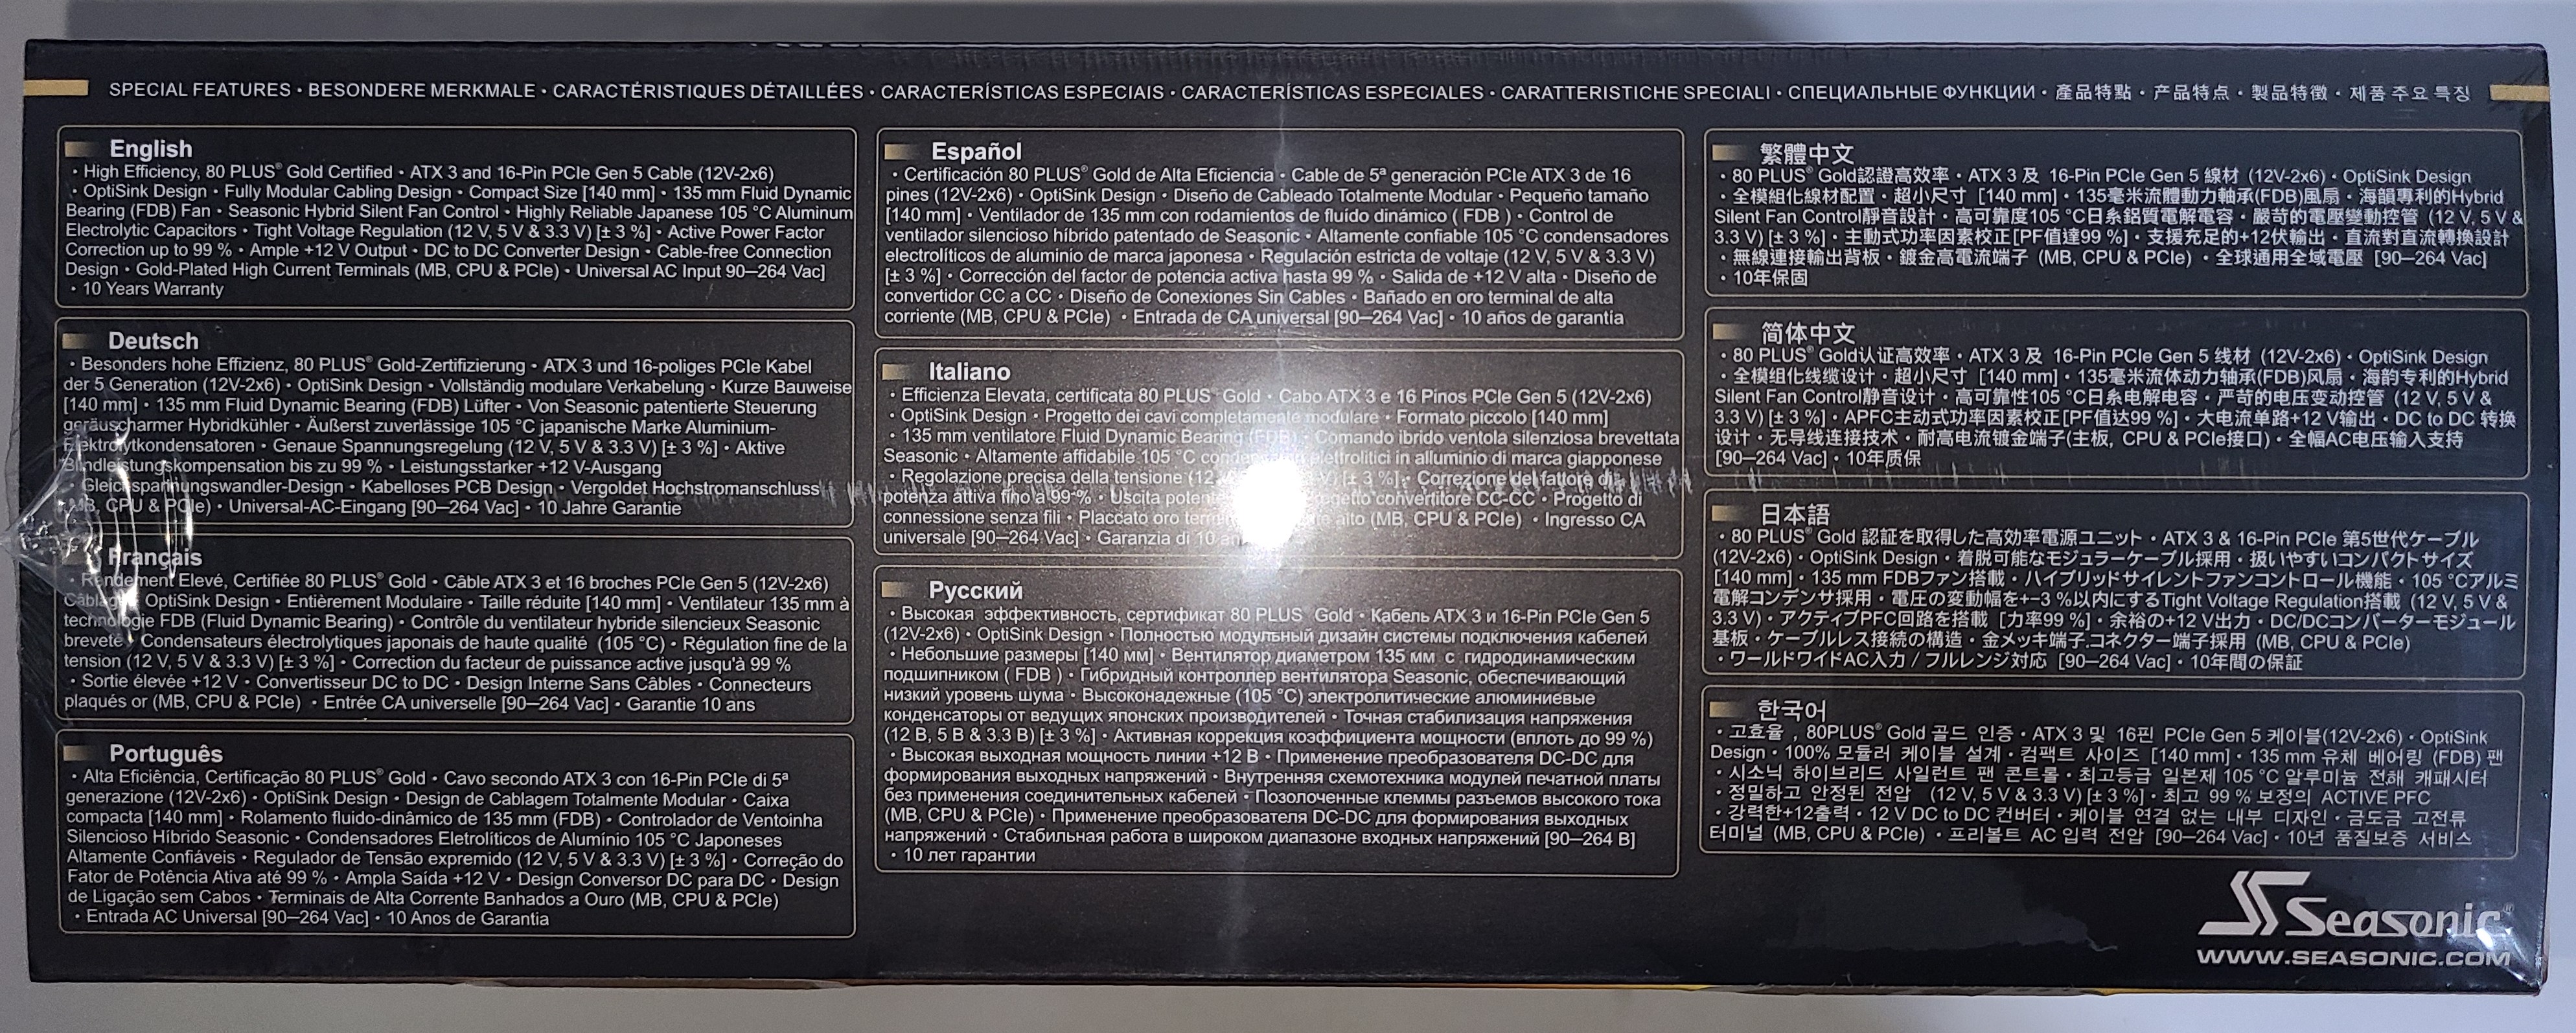 SPECIAL FEATURES • BESONDERE MERKMALE • CARACTÉRISTIQUES DÉTAILLÉES • CARACTERÍSTICAS ESPECIAIS • CARACTERÍSTICAS ESPECIALES • CARATTERISTICHE SPECIALI • СПЕЦИАЛЬНЫЕ ФУНКЦИИ • 產品特點 • 产品特点 • 製品特徴 • 제품 주요 특징
English
• High Efficiency, 80 PLUS® Gold Certified • ATX 3 and 16-Pin PCIe Gen 5 Cable (12V-2x6)
• OptiSink Design • Fully Modular Cabling Design • Compact Size [140 mm] • 135 mm Fluid Dynamic
Bearing (FDB) Fan • Seasonic Hybrid Silent Fan Control • Highly Reliable Japanese 105 °C Aluminum
Electrolytic Capacitors • Tight Voltage Regulation (12 V, 5 V & 3.3 V) [± 3 %] • Active Power Factor
Correction up to 99 % • Ample +12 V Output • DC to DC Converter Design • Cable-free Connection
Design • Gold-Plated High Current Terminals (MB, CPU & PCIe) • Universal AC Input 90–264 Vac]
• 10 Years Warranty
Deutsch
• Besonders hohe Effizienz, 80 PLUS® Gold-Zertifizierung • ATX 3 und 16-poliges PCIe Kabel
der 5 Generation (12V-2x6) • OptiSink Design • Vollständig modulare Verkabelung • Kurze Bauweise
[140 mm] • 135 mm Fluid Dynamic Bearing (FDB) Lüfter • Von Seasonic patentierte Steuerung
geräuscharmer Hybridkühler • Äußerst zuverlässige 105 °C japanische Marke Aluminium-
Elektrolytkondensatoren • Genaue Spannungsregelung (12 V, 5 V & 3.3 V) [± 3 %] • Aktive
Blindleistungskompensation bis zu 99 % • Leistungsstarker +12 V-Ausgang
• Gleichspannungswandler-Design • Kabelloses PCB Design • Vergoldet Hochstromanschluss
(MB, CPU & PCIe) • Universal-AC-Eingang [90–264 Vac] • 10 Jahre Garantie
Français
• Rendement Elevé, Certifiée 80 PLUS® Gold • Câble ATX 3 et 16 broches PCIe Gen 5 (12V-2x6)
Câblage OptiSink Design • Entièrement Modulaire • Taille réduite [140 mm] • Ventilateur 135 mm à
technologie FDB (Fluid Dynamic Bearing) • Contrôle du ventilateur hybride silencieux Seasonic
breveté • Condensateurs électrolytiques japonais de haute qualité (105 °C) • Régulation fine de la
tension (12 V, 5 V & 3.3 V) [± 3 %] • Correction du facteur de puissance active jusqu'à 99 %
• Sortie élevée +12 V • Convertisseur DC to DC • Design Interne Sans Câbles • Connecteurs
plaqués or (MB, CPU & PCIe) • Entrée CA universelle [90–264 Vac] • Garantie 10 ans
Português
• Alta Eficiência, Certificação 80 PLUS® Gold • Cavo secondo ATX 3 con 16-Pin PCIe di 5ª
generazione (12V-2x6) • OptiSink Design • Design de Cablagem Totalmente Modular • Caixa
compacta [140 mm] • Rolamento fluido-dinâmico de 135 mm (FDB) • Controlador de Ventoinha
Silencioso Híbrido Seasonic • Condensadores Eletrolíticos de Alumínio 105 °C Japoneses
Altamente Confiáveis • Regulador de Tensão expremido (12 V, 5 V & 3.3 V) [± 3 %] • Correção do
Fator de Potência Ativa até 99 % • Ampla Saída +12 V • Design Conversor DC para DC • Design
de Ligação sem Cabos • Terminais de Alta Corrente Banhados a Ouro (MB, CPU & PCIe)
• Entrada AC Universal [90–264 Vac] • 10 Anos de Garantia
Español
• Certificación 80 PLUS® Gold de Alta Eficiencia • Cable de 5ª generación PCIe ATX 3 de 16
pines (12V-2x6) • OptiSink Design • Diseño de Cableado Totalmente Modular • Pequeño tamaño
[140 mm] • Ventilador de 135 mm con rodamientos de fluído dinámico ( FDB ) • Control de
ventilador silencioso híbrido patentado de Seasonic • Altamente confiable 105 °C condensadores
electrolíticos de aluminio de marca japonesa • Regulación estricta de voltaje (12 V, 5 V & 3.3 V)
[± 3 %] • Corrección del factor de potencia activa hasta 99 % • Salida de +12 V alta • Diseño de
convertidor CC a CC • Diseño de Conexiones Sin Cables • Bañado en oro terminal de alta
corriente (MB, CPU & PCIe) • Entrada de CA universal [90–264 Vac] • 10 años de garantia
Italiano
• Efficienza Elevata, certificata 80 PLUS® Gold • Cabo ATX 3 e 16 Pinos PCIe Gen 5 (12V-2x6)
• OptiSink Design • Progetto dei cavi completamente modulare • Formato piccolo [140 mm]
• 135 mm ventilatore Fluid Dynamic Bearing (FDB) • Comando ibrido ventola silenziosa brevettata
Seasonic • Altamente affidabile 105 °C elettrolitici in alluminio di marca giapponese
• Regolazione precisa della tensione (12 V) [± 3 %] • Correzione del fattore di
potenza attiva fino a 99 % • Uscita convertitore CC-CC • Progetto di
connessione senza fili • Placcato oro alto (MB, CPU & PCIe) • Ingresso CA
universale [90–264 Vac] • Garanzia di 10
Русский
• Высокая эффективность, сертификат 80 PLUS Gold • Кабель ATX 3 и 16-Pin PCIe Gen 5
(12V-2x6) • OptiSink Design • Полностью модульный дизайн системы подключения кабелей
• Небольшие размеры [140 мм] • Вентилятор диаметром 135 мм с гидродинамическим
подшипником ( FDB ) • Гибридный контроллер вентилятора Seasonic, обеспечивающий
низкий уровень шума • Высоконадежные (105 °C) электролитические алюминиевые
конденсаторы от ведущих японских производителей • Точная стабилизация напряжения
(12 В, 5 В & 3.3 В) [± 3 %] • Активная коррекция коэффициента мощности (вплоть до 99 %)
• Высокая выходная мощность линии +12 В • Применение преобразователя DC-DC для
формирования выходных напряжений • Внутренняя схемотехника модулей печатной платы
без применения соединительных кабелей • Позолоченные клеммы разъемов высокого тока
(MB, CPU & PCIe) • Применение преобразователя DC-DC для формирования выходных
напряжений • Стабильная работа в широком диапазоне входных напряжений [90–264 В]
• 10 лет гарантии
繁體中文
• 80 PLUS® Gold認證高效率 • ATX 3 及 16-Pin PCIe Gen 5 線材 (12V-2x6) • OptiSink Design
• 全模組化線材配置 • 超小尺寸 [140 mm] • 135毫米流體動力軸承(FDB)風扇 • 海韻專利的Hybrid
Silent Fan Control靜音設計 • 高可靠度105 °C日系鋁質電解電容 • 嚴苛的電壓變動控管 (12 V, 5 V &
3.3 V) [± 3 %] • 主動式功率因素校正[PF值達99 %] • 支援充足的+12伏輸出 • 直流對直流轉換設計
• 無線連接輸出背板 • 鍍金高電流端子 (MB, CPU & PCIe) • 全球通用全域電壓 [90–264 Vac]
• 10年保固
简体中文
• 80 PLUS® Gold认证高效率 • ATX 3 及 16-Pin PCIe Gen 5 线材 (12V-2x6) • OptiSink Design
• 全模组化线缆设计 • 超小尺寸 [140 mm] • 135毫米流体动力轴承(FDB)风扇 • 海韵专利的Hybrid
Silent Fan Control静音设计 • 高可靠性105 °C日系电解电容 • 严苛的电压变动控管 (12 V, 5 V &
3.3 V) [± 3 %] • APFC主动式功率因素校正[PF值达99 %] • 大电流单路+12 V输出 • DC to DC 转换
设计 • 无导线连接技术 • 耐高电流镀金端子(主板, CPU & PCIe接口) • 全幅AC电压输入支持
[90–264 Vac] • 10年质保
日本語
• 80 PLUS® Gold 認証を取得した高効率電源ユニット • ATX 3 & 16-Pin PCIe 第5世代ケーブル
(12V-2x6) • OptiSink Design • 着脱可能なモジュラーケーブル採用 • 扱いやすいコンパクトサイズ
[140 mm] • 135 mm FDBファン搭載 • ハイブリッドサイレントファンコントロール機能 • 105 °Cアルミ
電解コンデンサ採用 • 電圧の変動幅を+−3 %以内にするTight Voltage Regulation搭載 (12 V, 5 V &
3.3 V) • アクティブPFC回路を搭載 [力率99 %] • 余裕の+12 V出力 • DC/DCコンバーターモジュール
基板 • ケーブルレス接続の構造 • 金メッキ端子.コネクター端子採用 (MB, CPU & PCIe)
• ワールドワイドAC入力 / フルレンジ対応 [90–264 Vac] • 10年間の保証
한국어
• 고효율 , 80PLUS® Gold 골드 인증 • ATX 3 및 16핀 PCIe Gen 5 케이블(12V-2x6) • OptiSink
Design • 100% 모듈러 케이블 설계 • 컴팩트 사이즈 [140 mm] • 135 mm 유체 베어링 (FDB) 팬
• 시소닉 하이브리드 사일런트 팬 콘트롤 • 최고등급 일본제 105 °C 알루미늄 전해 캐패시터
• 정밀하고 안정된 전압 (12 V, 5 V & 3.3 V) [± 3 %] • 최고 99 % 보정의 ACTIVE PFC
• 강력한+12출력 • 12 V DC to DC 컨버터 • 케이블 연결 없는 내부 디자인 • 금도금 고전류
터미널 (MB, CPU & PCIe) • 프리볼트 AC 입력 전압 [90–264 Vac] • 10년 품질보증 서비스
Seasonic®
WWW.SEASONIC.COM